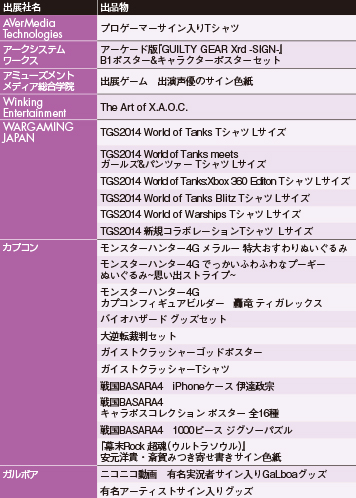 出展社名 出品物
AVerMedia
Technologies
プロゲーマーサイン入りTシャツ
アークシステム
ワークス
アーケード版『GUILTY GEAR Xrd -SIGN-』
B1ポスター&キャラクターポスターセット
アミューズメント
メディア総合学院
出展ゲーム 出演声優のサイン色紙
Winking
Entertainment
The Art of X.A.O.C.
WARGAMING
JAPAN
TGS2014 World of Tanks Tシャツ Lサイズ
TGS2014 World of Tanks meets
ガールズ&パンツァー Tシャツ Lサイズ
TGS2014 World of Tanks:Xbox 360 Editon Tシャツ Lサイズ
TGS2014 World of Tanks Blitz Tシャツ Lサイズ
TGS2014 World of Warships Tシャツ Lサイズ
TGS2014 新規コラボレーションTシャツ Lサイズ
カプコン
モンスターハンター4G メラルー 特大おすわりぬいぐるみ
モンスターハンター4G でっかいふわふわなプーギー
ぬいぐるみ~思い出ストライプ~
モンスターハンター4G
カプコンフィギュアビルダー 轟竜 ティガレックス
バイオハザード グッズセット
大逆転裁判セット
ガイストクラッシャーゴッドポスター
ガイストクラッシャーTシャツ
戦国BASARA4 iPhoneケース 伊達政宗
戦国BASARA4
キャラポスコレクション ポスター 全16種
戦国BASARA4 1000ピース ジグソーパズル
『幕末Rock 超魂(ウルトラソウル)』
安元洋貴・斎賀みつき寄せ書きサイン色紙
ガルボア
ニコニコ動画 有名実況者サイン入りGaLboaグッズ
有名アーティストサイン入りグッズ